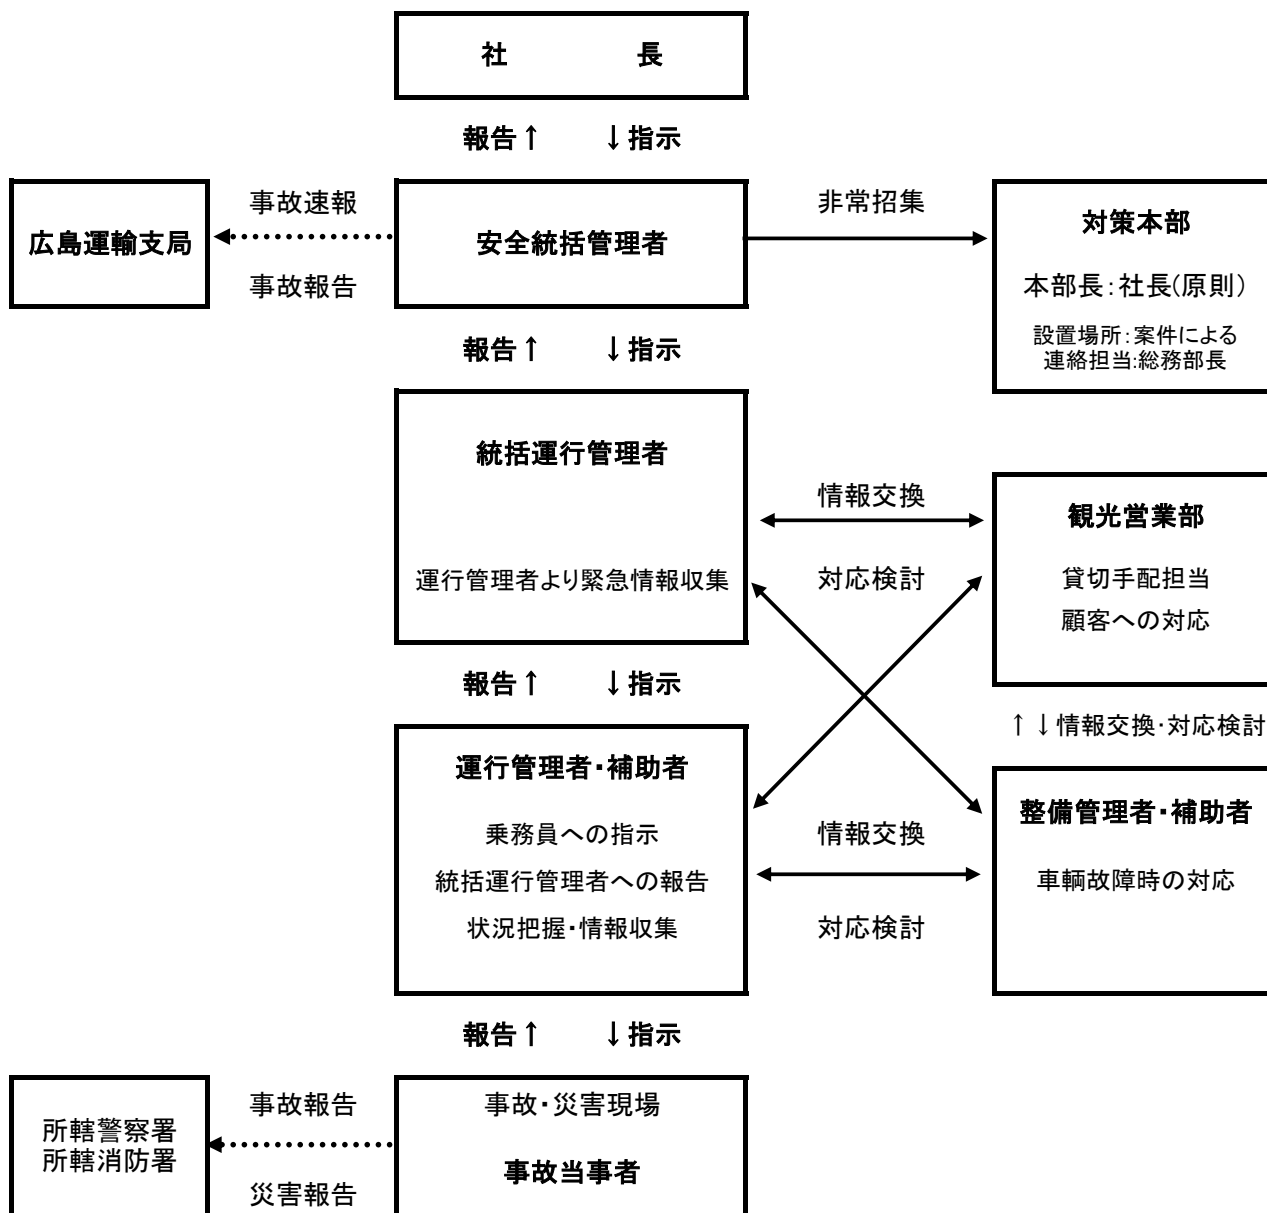 社　　　　長
報告↑　　↓指示
事故速報
非常招集
広島運輸支局
安全統括管理者
事故報告
対策本部
本部長：社長(原則)
設置場所：案件による
連絡担当:総務部長
報告↑　　↓指示
統括運行管理者
運行管理者より緊急情報収集
情報交換
対応検討
観光営業部
貸切手配担当
顧客への対応
報告↑　　↓指示
↑↓情報交換・対応検討
運行管理者・補助者
乗務員への指示
統括運行管理者への報告
状況把握・情報収集
情報交換
対応検討
整備管理者・補助者
車輌故障時の対応
報告↑　　↓指示
所轄警察署
所轄消防署
事故報告
災害報告
事故・災害現場
事故当事者